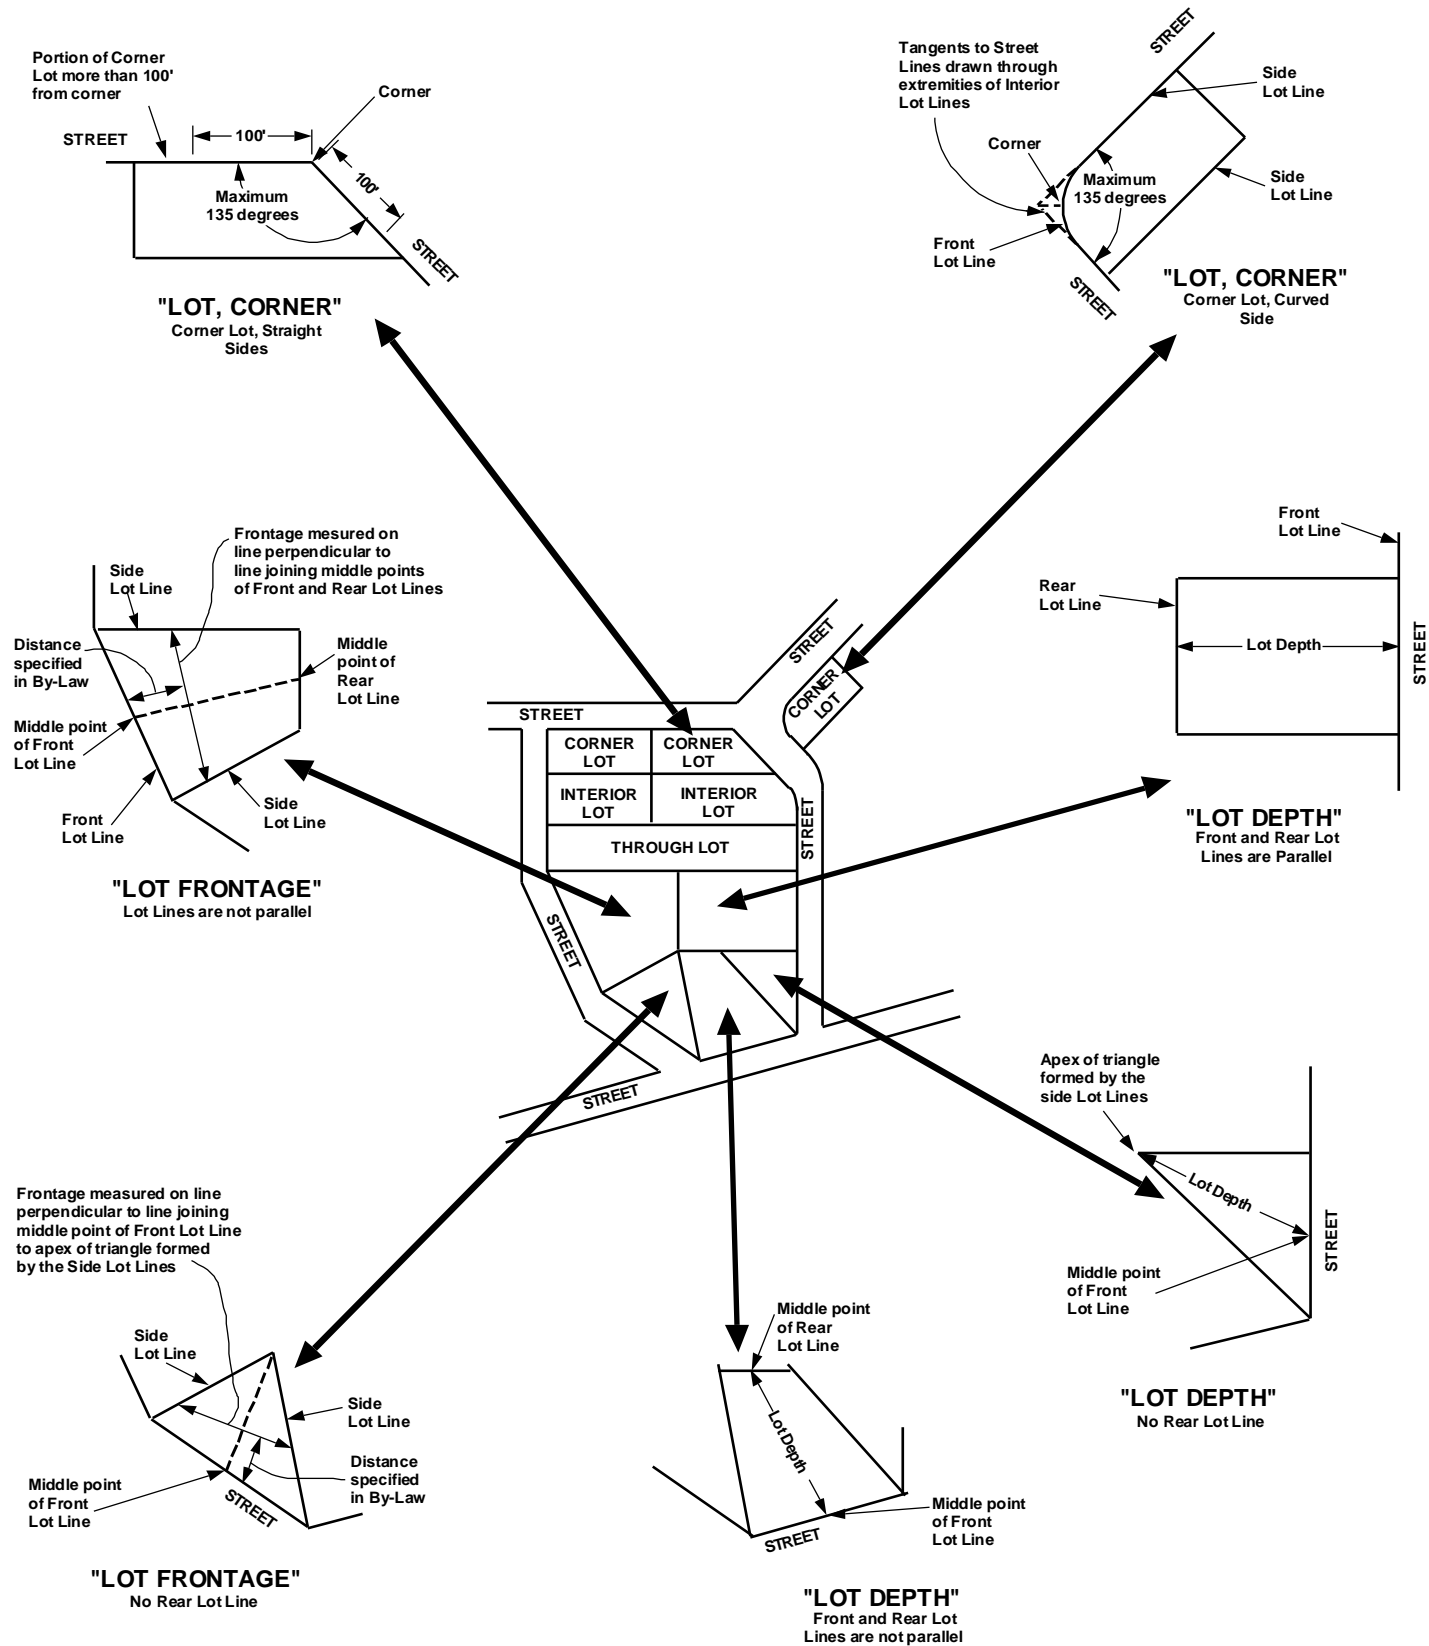 Portion of Corner
Lot more than 100'
from corner
STREET
100'
Corner
100'
Maximum
135 degrees
STREET
"LOT, CORNER"
Corner Lot, Straight
Sides
STREET
Tangents to Street
Lines drawn through
extremities of Interior
Lot Lines
Side
Lot Line
Corner
Maximum
135 degrees
Side
Lot Line
Front
Lot Line
STREET
"LOT, CORNER"
Corner Lot, Curved
Side
Frontage mesured on
line perpendicular to
line joining middle points
of Front and Rear Lot Lines
Side
Lot Line
Distance
specified
in By-Law
Middle
point of
Rear
Lot Line
Middle point
of Front
Lot Line
Front
Lot Line
Side
Lot Line
"LOT FRONTAGE"
Lot Lines are not parallel
Front
Lot Line
Rear
Lot Line
Lot Depth
STREET
"LOT DEPTH"
Front and Rear Lot
Lines are Parallel
STREET
STREET
CORNER
LOT
CORNER
LOT
CORNER
LOT
INTERIOR
LOT
INTERIOR
LOT
STREET
THROUGH LOT
STREET
STREET
Apex of triangle
formed by the
side Lot Lines
Lot Depth
STREET
Middle point
of Front
Lot Line
"LOT DEPTH"
No Rear Lot Line
Frontage measured on line
perpendicular to line joining
middle point of Front Lot Line
to apex of triangle formed
by the Side Lot Lines
Side
Lot Line
Side
Lot Line
Distance
specified
in By-Law
Middle point
of Front
Lot Line
STREET
"LOT FRONTAGE"
No Rear Lot Line
Middle point
of Rear
Lot Line
Lot Depth
Middle point
of Front
Lot Line
STREET
"LOT DEPTH"
Front and Rear Lot
Lines are not parallel